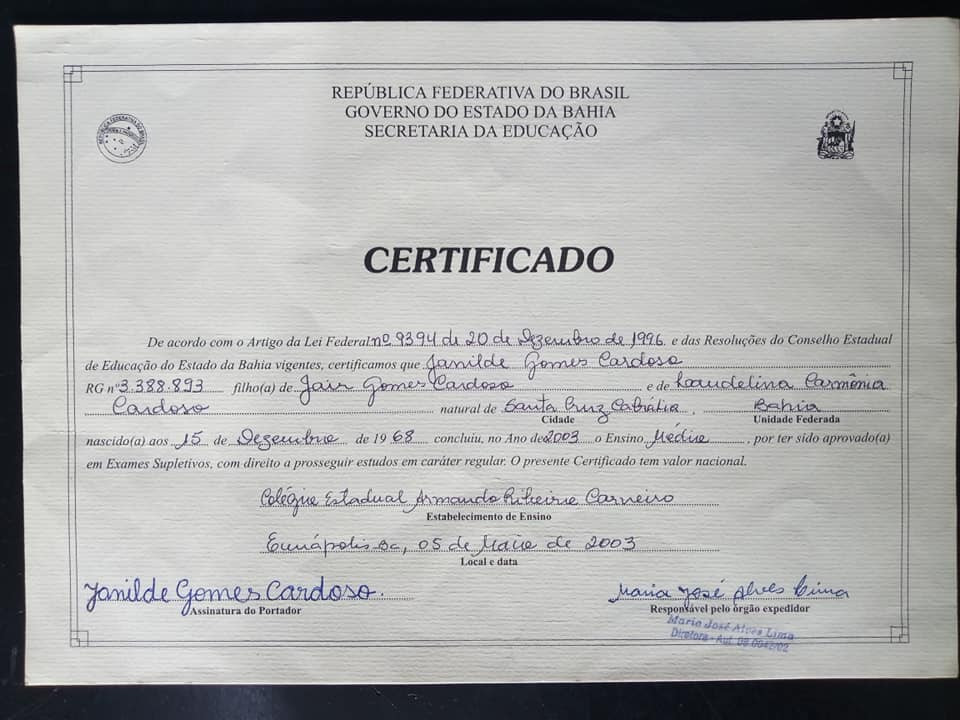 REPÚBLICA FEDERATIVA DO BRASIL
GOVERNO DO ESTADO DA BAHIA
SECRETARIA DA EDUCAÇÃO
REPÚBLICA FEDERATIVA DO BRASIL
CERTIFICADO
De acordo com o Artigo da Lei Federal nº 9394 de 20 de Dezembro de 1996. e das Resoluções do Conselho Estadual
de Educação do Estado da Bahia vigentes, certificamos que Janilde Gomes Cardoso
RG nº 3.388.893 filho(a) de Jair Gomes Cardoso e de Laudelina Carmônia
Cardoso natural de Santa Cruz Cabrália, Bahia
Cidade Unidade Federada
nascido(a) aos 15 de Dezembro de 1968 concluiu, no Ano de 2003 o Ensino Médio, por ter sido aprovado(a)
em Exames Supletivos, com direito a prosseguir estudos em caráter regular. O presente Certificado tem valor nacional.
Colégio Estadual Armando Ribeiro Carneiro
Estabelecimento de Ensino
Eunápolis Ba, 05 de Maio de 2003
Local e data
Janilde Gomes Cardoso. Maria José Alves Lima
Assinatura do Portador Responsável pelo órgão expedidor
Maria José Alves Lima
Diretora - Aut.